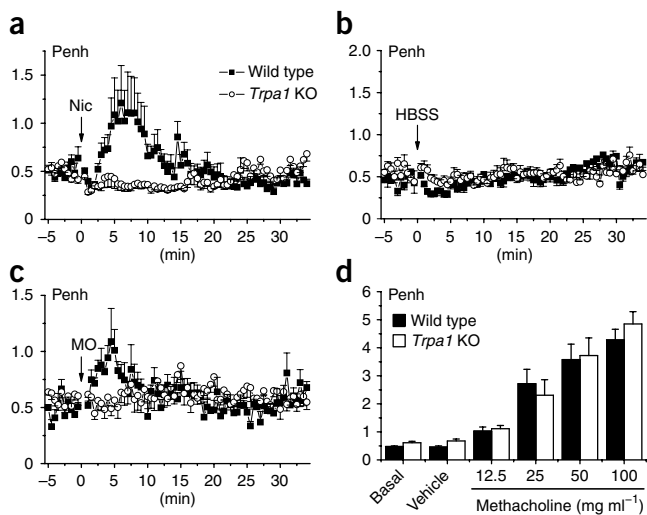 a
Penh
1.5
1.0
0.5
0
Nic
Wild type
Trpa1 KO
−5 0 5 10 15 20 25 30
(min)
b
Penh
2.0
1.5
1.0
0.5
0
HBSS
−5 0 5 10 15 20 25 30
(min)
c
Penh
1.5
1.0
0.5
0
MO
−5 0 5 10 15 20 25 30
(min)
d
Penh
6
5
4
3
2
1
0
Wild type
Trpa1 KO
Basal
Vehicle
12.5 25 50 100
Methacholine (mg ml⁻¹)